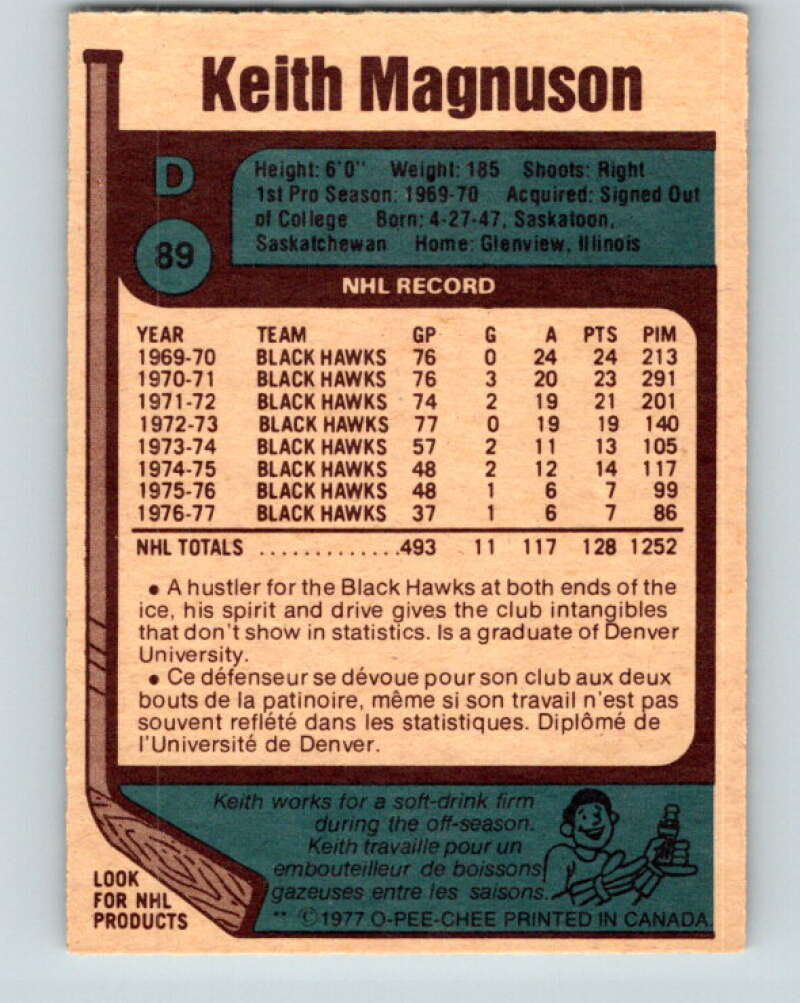 Keith Magnuson
D
89
Height: 6'0" Weight: 185 Shoots: Right
1st Pro Season: 1969-70 Acquired: Signed Out
of College Born: 4-27-47, Saskatoon,
Saskatchewan Home: Glenview, Illinois
NHL RECORD
YEAR TEAM GP G A PTS PIM
1969-70 BLACK HAWKS 76 0 24 24 213
1970-71 BLACK HAWKS 76 3 20 23 291
1971-72 BLACK HAWKS 74 2 19 21 201
1972-73 BLACK HAWKS 77 0 19 19 140
1973-74 BLACK HAWKS 57 2 11 13 105
1974-75 BLACK HAWKS 48 2 12 14 117
1975-76 BLACK HAWKS 48 1 6 7 99
1976-77 BLACK HAWKS 37 1 6 7 86
NHL TOTALS .............493 11 117 128 1252
• A hustler for the Black Hawks at both ends of the
ice, his spirit and drive gives the club intangibles
that don't show in statistics. Is a graduate of Denver
University.
• Ce défenseur se dévoue pour son club aux deux
bouts de la patinoire, même si son travail n'est pas
souvent reflété dans les statistiques. Diplômé de
l'Université de Denver.
Keith works for a soft-drink firm
during the off-season.
Keith travaille pour un
embouteilleur de boissons
gazeuses entre les saisons.
LOOK
FOR NHL
PRODUCTS
** ©1977 O-PEE-CHEE PRINTED IN CANADA